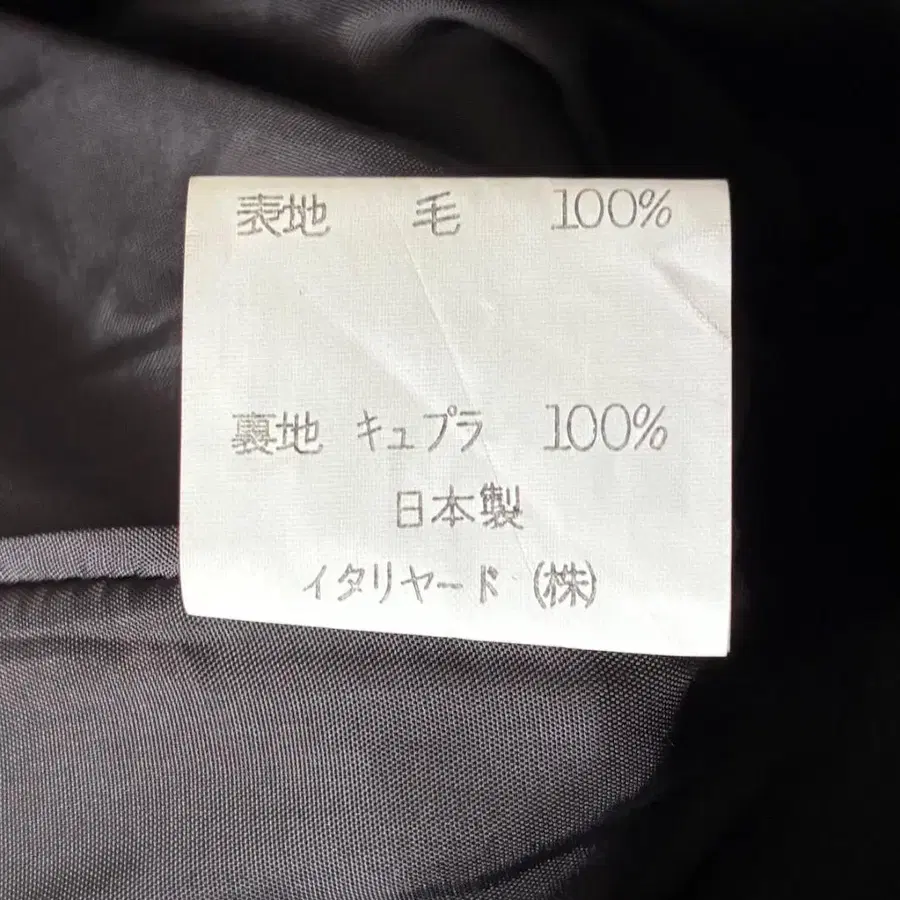 表地 毛 100%
裏地 キュプラ 100%
日本製
イタリヤード (株)